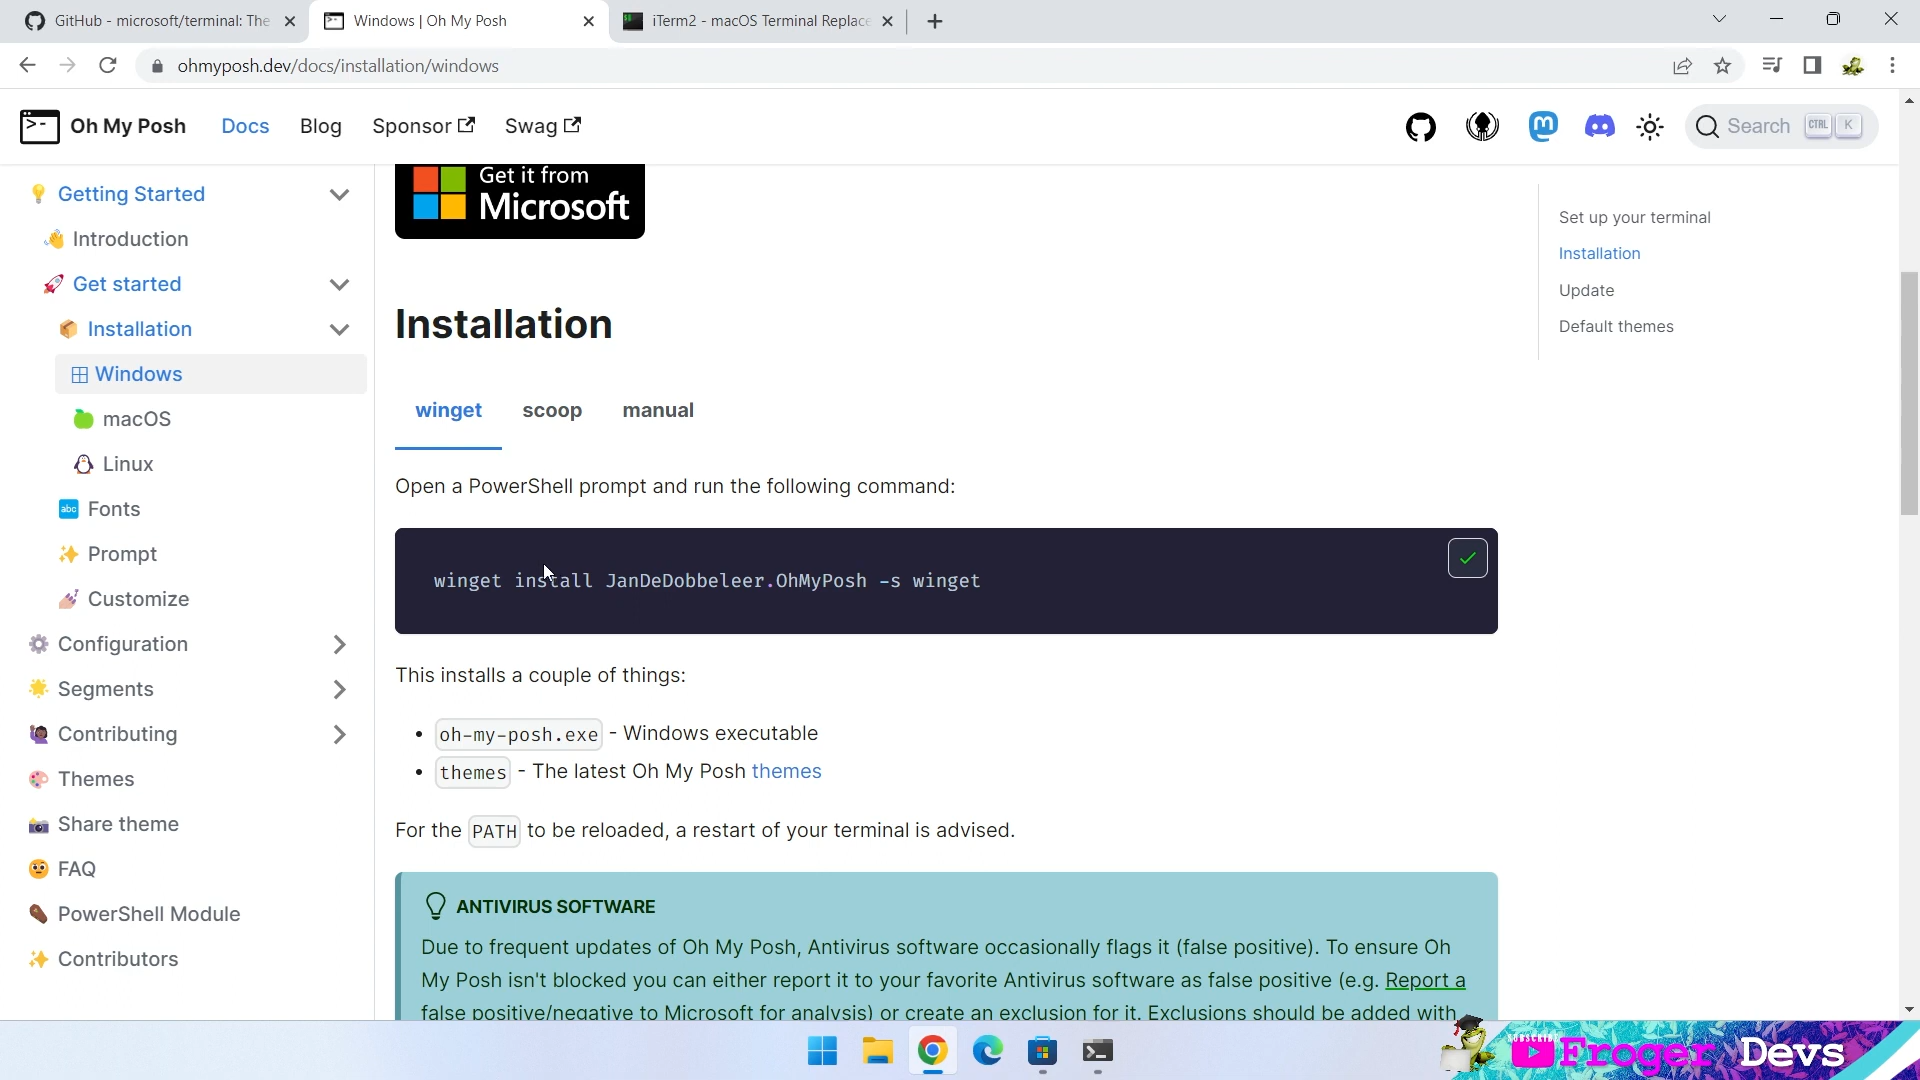 GitHub - microsoft/terminal: The
Windows | Oh My Posh
iTerm2 - macOS Terminal Replace
ohmyposh.dev/docs/installation/windows
Oh My Posh
Docs
Blog
Sponsor
Swag
Search
CTRL
K
Getting Started
Introduction
Get started
Installation
Windows
macOS
Linux
abc
Fonts
Prompt
Customize
Configuration
Segments
Contributing
Themes
Share theme
FAQ
PowerShell Module
Contributors
Get it from
Microsoft
Installation
winget
scoop
manual
Open a PowerShell prompt and run the following command:
winget install JanDeDobbeleer.OhMyPosh -s winget
This installs a couple of things:
• oh-my-posh.exe - Windows executable
• themes - The latest Oh My Posh themes
For the PATH to be reloaded, a restart of your terminal is advised.
ANTIVIRUS SOFTWARE
Due to frequent updates of Oh My Posh, Antivirus software occasionally flags it (false positive). To ensure Oh
My Posh isn't blocked you can either report it to your favorite Antivirus software as false positive (e.g. Report a
false positive/negative to Microsoft for analysis) or create an exclusion for it. Exclusions should be added with
Set up your terminal
Installation
Update
Default themes
SUBSCRIBE
Froger Devs